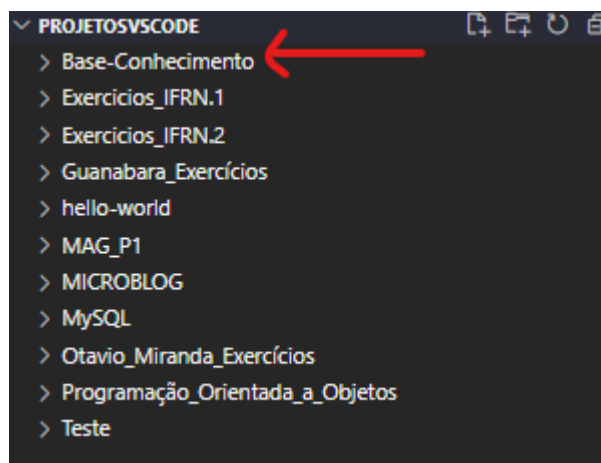 PROJETOSVSCODE
Base-Conhecimento
Exercicios_IFRN.1
Exercicios_IFRN.2
Guanabara_Exercícios
hello-world
MAG_P1
MICROBLOG
MySQL
Otavio_Miranda_Exercícios
Programação_Orientada_a_Objetos
Teste